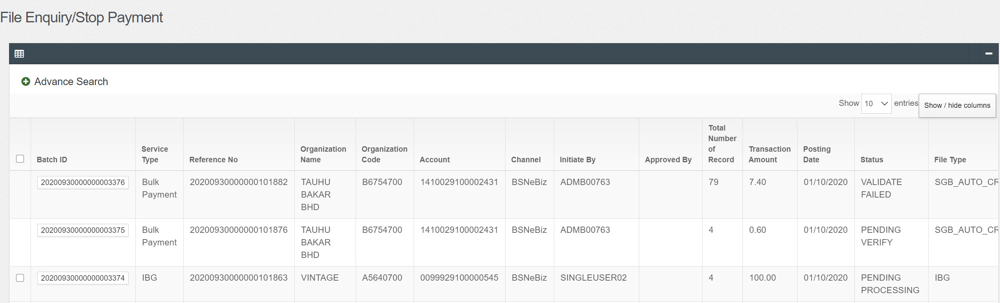 File Enquiry/Stop Payment
Advance Search
Show 10 entries Show / hide columns
Batch ID Service Type Reference No Organization Name Organization Code Account Channel Initiate By Approved By Total Number of Record Transaction Amount Posting Date Status File Type
20200930000000003376 Bulk Payment 20200930000000101882 TAUHU BAKAR BHD B6754700 1410029100002431 BSNeBiz ADMB00763 79 7.40 01/10/2020 VALIDATE FAILED SGB_AUTO_CR
20200930000000003375 Bulk Payment 20200930000000101876 TAUHU BAKAR BHD B6754700 1410029100002431 BSNeBiz ADMB00763 4 0.60 01/10/2020 PENDING VERIFY SGB_AUTO_CR
20200930000000003374 IBG 20200930000000101863 VINTAGE A5640700 0099929100000545 BSNeBiz SINGLEUSER02 4 100.00 01/10/2020 PENDING PROCESSING IBG